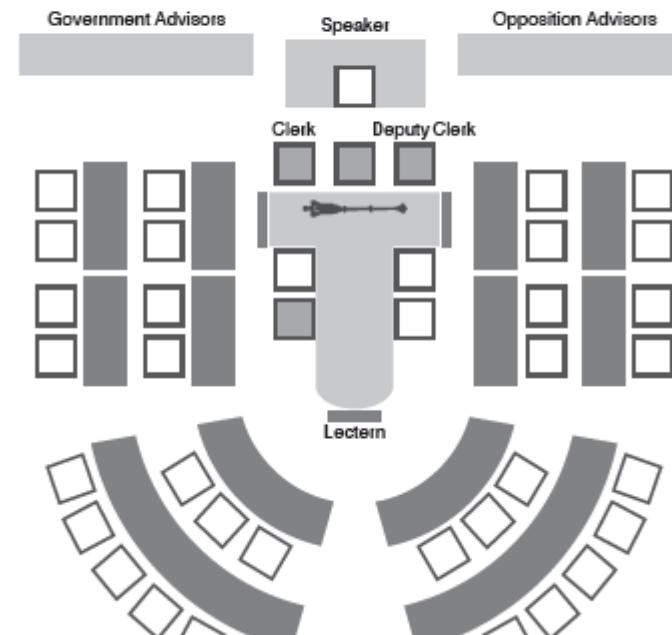 Government Advisors
Speaker
Opposition Advisors
Clerk
Deputy Clerk
Lectern